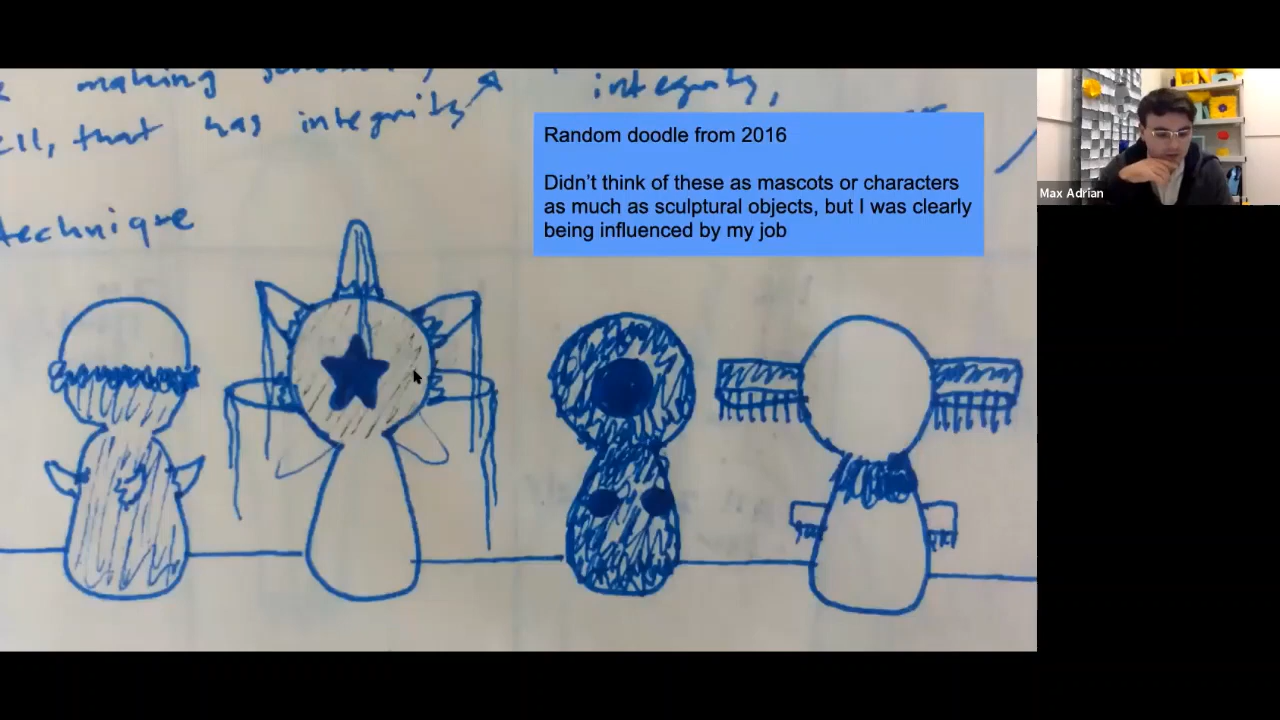 making
integrity,
ell, that has integrity
technique
Random doodle from 2016
Didn't think of these as mascots or characters
as much as sculptural objects, but I was clearly
being influenced by my job
Max Adrian